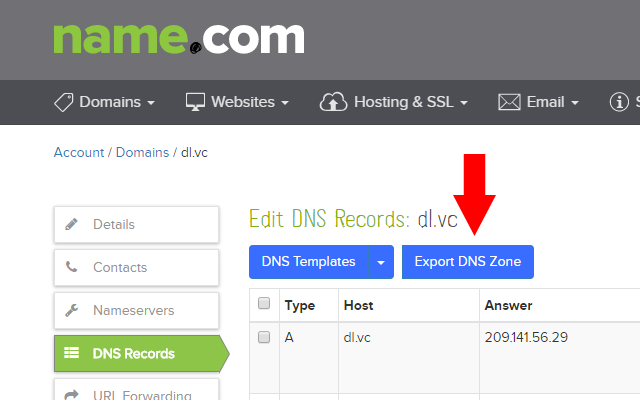 name.com
Domains Websites Hosting & SSL Email S
Account / Domains / dl.vc
Edit DNS Records: dl.vc
Details
Contacts
Nameservers
DNS Records
URL Forwarding
DNS Templates Export DNS Zone
Type Host Answer
A dl.vc 209.141.56.29